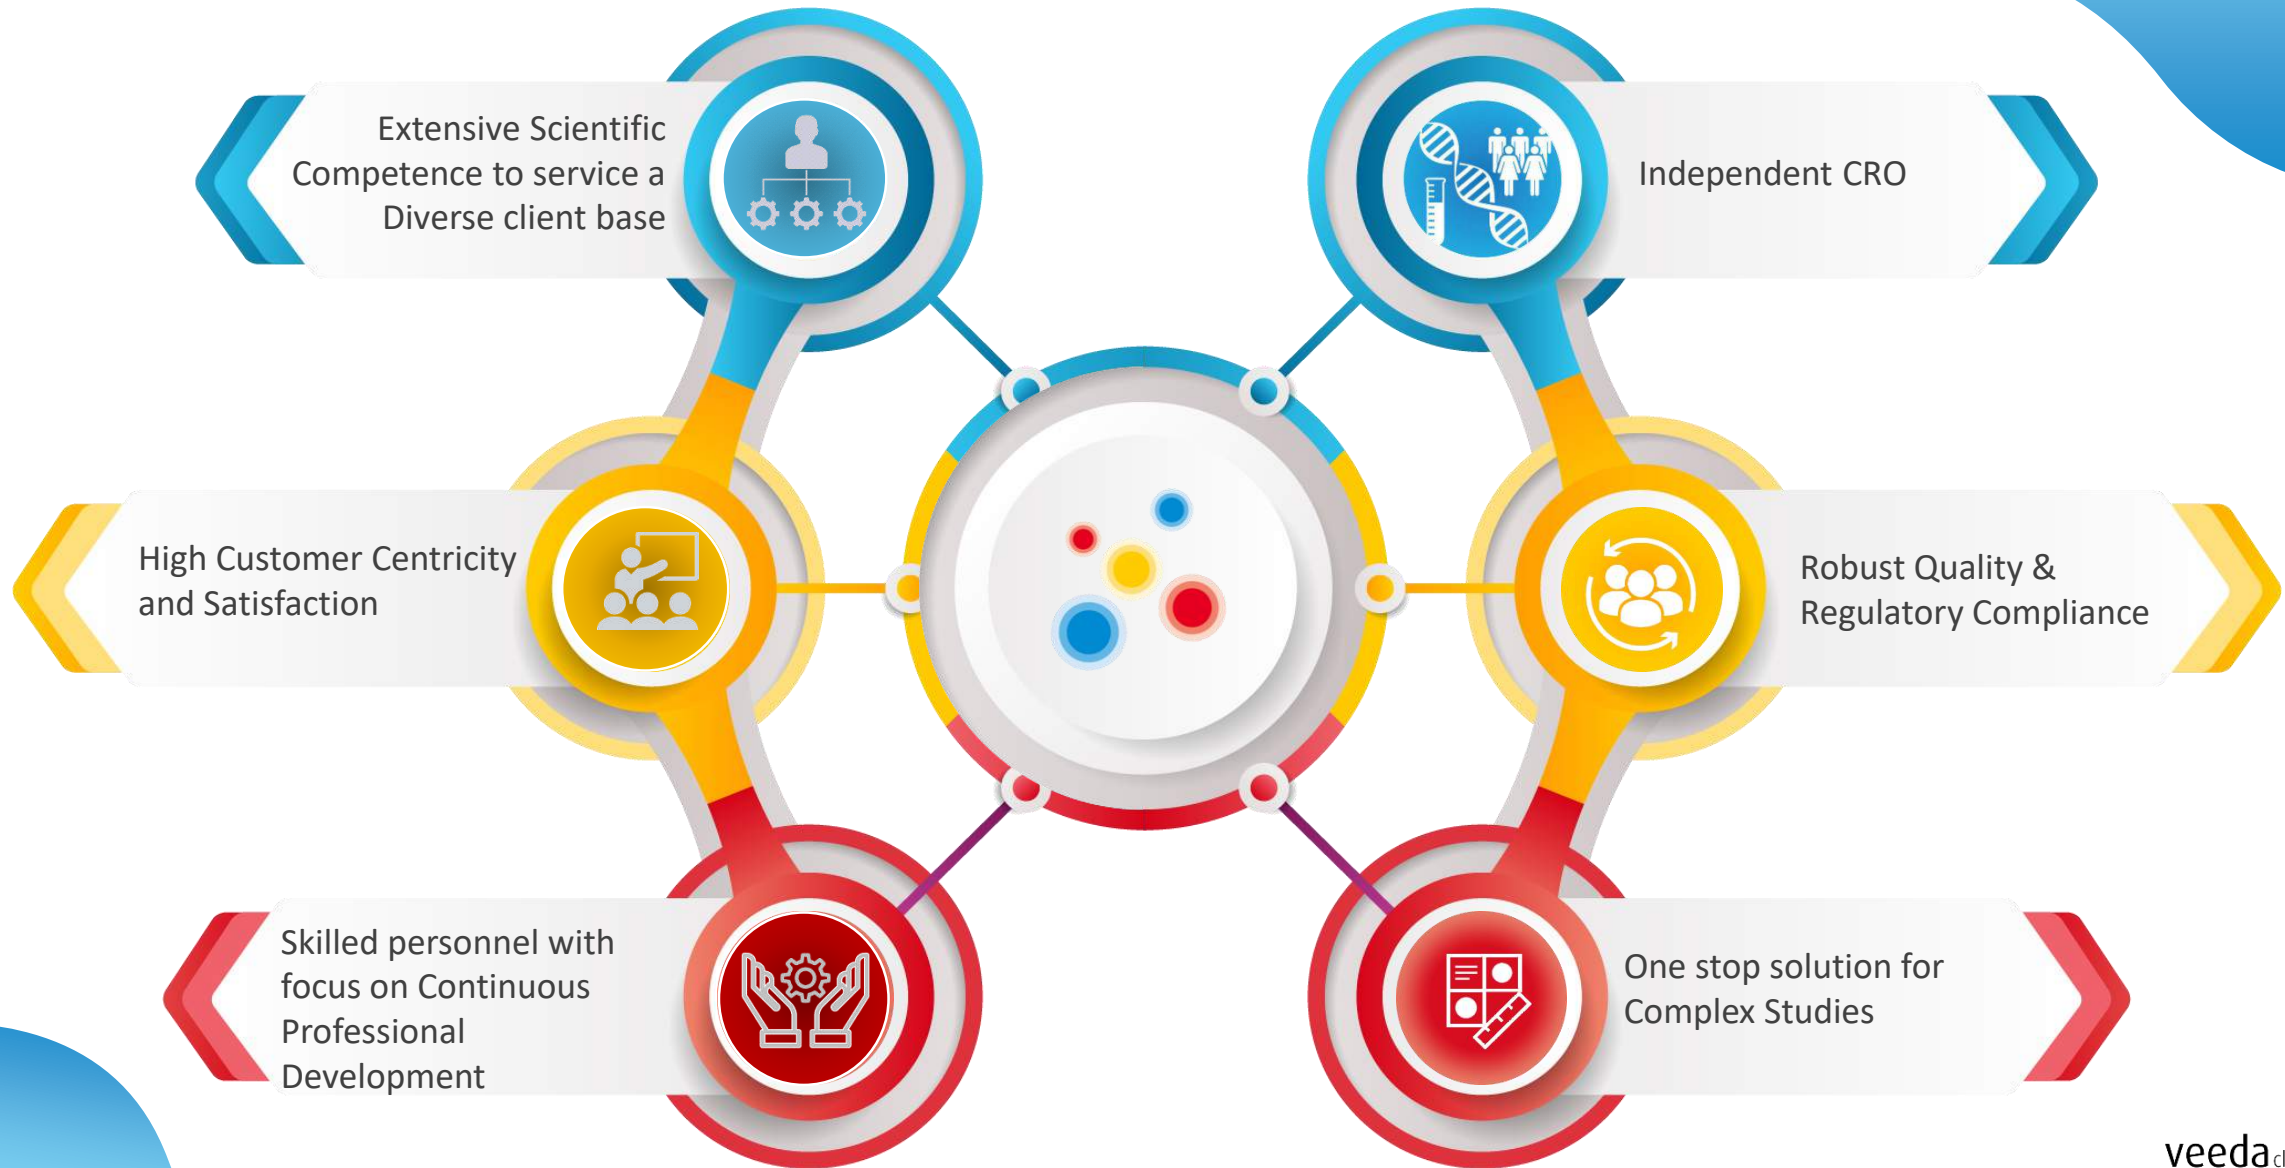 Extensive Scientific
Competence to service a
Diverse client base
Independent CRO
High Customer Centricity
and Satisfaction
Robust Quality &
Regulatory Compliance
Skilled personnel with
focus on Continuous
Professional
Development
One stop solution for
Complex Studies
veeda